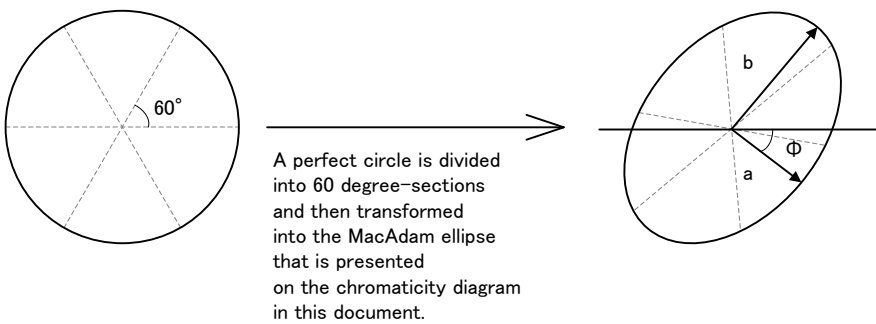 60°
A perfect circle is divided
into 60 degree-sections
and then transformed
into the MacAdam ellipse
that is presented
on the chromaticity diagram
in this document.
b
Φ
a